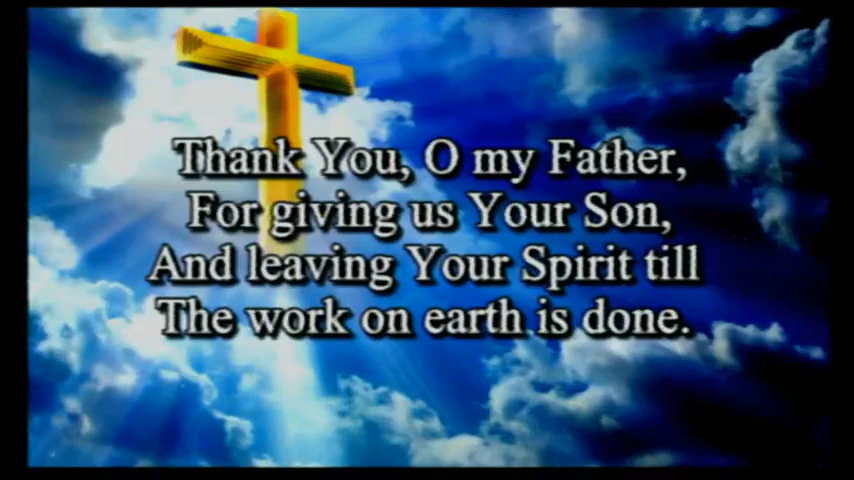 Thank You, O my Father,
For giving us Your Son,
And leaving Your Spirit till
The work on earth is done.